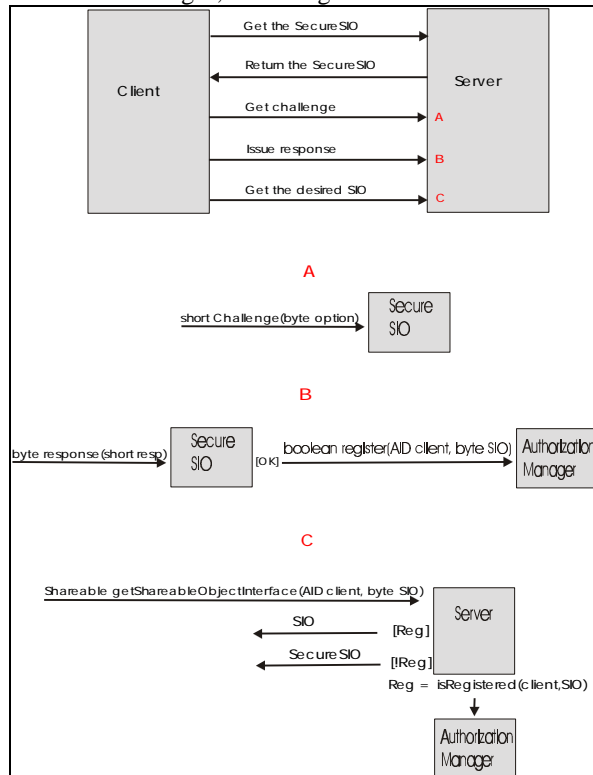 Get the SecureSIO
Return the SecureSIO
Client
Server
Get challenge
A
Issue response
B
Get the desired SIO
C
A
short Challenge(byte option)
Secure
SIO
B
byte response(short resp)
Secure
SIO
[OK]
boolean register(AID client, byte SIO)
Authorization
Manager
C
Shareable getShareableObjectInterface(AID client, byte SIO)
SIO
[Reg]
Server
SecureSIO
[!Reg]
Reg = isRegistered(client,SIO)
Authorization
Manager